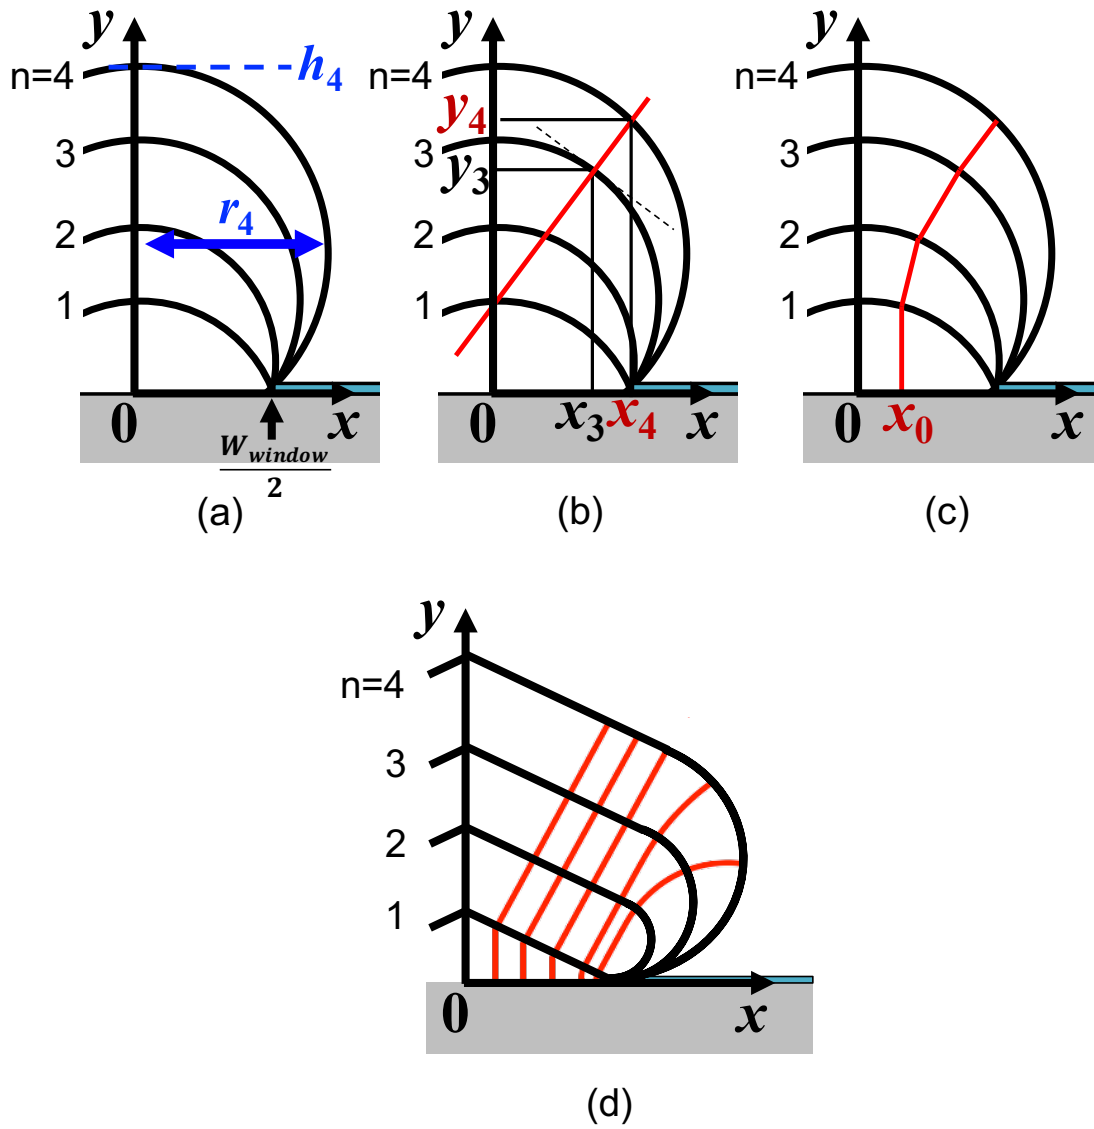 y
n=4
h₄
3
r₄
2
1
0
x
W_window
2
(a)
y
n=4
y₄
3
y₃
2
1
0
x₃
x₄
x
(b)
y
n=4
3
2
1
0
x₀
x
(c)
y
n=4
3
2
1
0
x
(d)